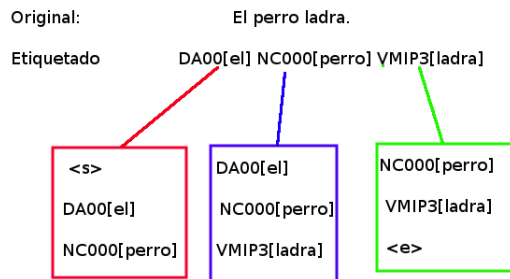 Original: El perro ladra.
Etiquetado DA00[el] NC000[perro] VMIP3[ladra]
<s>
DA00[el]
NC000[perro]
DA00[el]
NC000[perro]
VMIP3[ladra]
NC000[perro]
VMIP3[ladra]
<e>